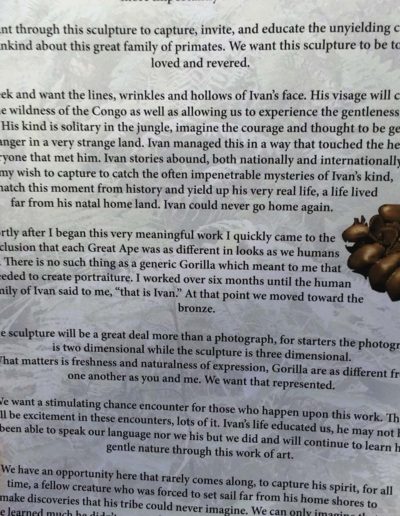 nt through this sculpture to capture, invite, and educate the unyielding c
nkind about this great family of primates. We want this sculpture to be to
loved and revered.
ek and want the lines, wrinkles and hollows of Ivan's face. His visage will c
e wildness of the Congo as well as allowing us to experience the gentleness
His kind is solitary in the jungle, imagine the courage and thought to be ge
anger in a very strange land. Ivan managed this in a way that touched the he
eryone that met him. Ivan stories abound, both nationally and internationally
my wish to capture to catch the often impenetrable mysteries of Ivan's kind,
natch this moment from history and yield up his very real life, a life lived
far from his natal home land. Ivan could never go home again.
ortly after I began this very meaningful work I quickly came to the
clusion that each Great Ape was as different in looks as we humans
. There is no such thing as a generic Gorilla which meant to me that
eeded to create portraiture. I worked over six months until the human
mily of Ivan said to me, "that is Ivan." At that point we moved toward the
bronze.
e sculpture will be a great deal more than a photograph, for starters the photogr
is two dimensional while the sculpture is three dimensional.
What matters is freshness and naturalness of expression, Gorilla are as different fr
one another as you and me. We want that represented.
We want a stimulating chance encounter for those who happen upon this work. The
ll be excitement in these encounters, lots of it. Ivan's life educated us, he may not h
been able to speak our language nor we his but we did and will continue to learn h
gentle nature through this work of art.
We have an opportunity here that rarely comes along, to capture his spirit, for all
time, a fellow creature who was forced to set sail far from his home shores to
make discoveries that his tribe could never imagine. We can only imagine th